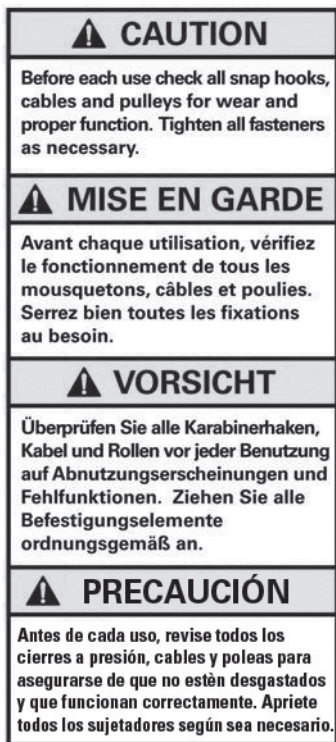 CAUTION
Before each use check all snap hooks,
cables and pulleys for wear and
proper function. Tighten all fasteners
as necessary.
MISE EN GARDE
Avant chaque utilisation, vérifiez
le fonctionnement de tous les
mousquetons, câbles et poulies.
Serrez bien toutes les fixations
au besoin.
VORSICHT
Überprüfen Sie alle Karabinerhaken,
Kabel und Rollen vor jeder Benutzung
auf Abnutzungserscheinungen und
Fehlfunktionen. Ziehen Sie alle
Befestigungselemente
ordnungsgemäß an.
PRECAUCIÓN
Antes de cada uso, revise todos los
cierres a presión, cables y poleas para
asegurarse de que no estèn desgastados
y que funcionan correctamente. Apriete
todos los sujetadores según sea necesario.